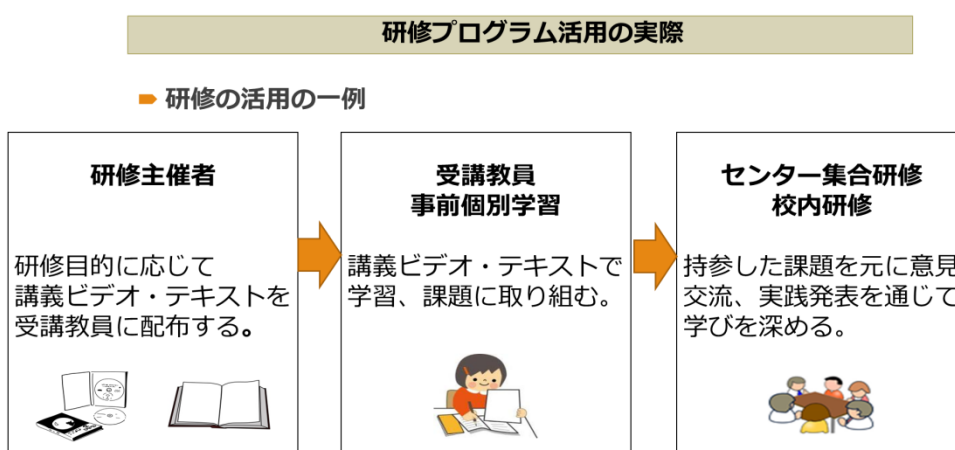 研修プログラム活用の実際
研修の活用の一例
研修主催者
研修目的に応じて
講義ビデオ・テキストを
受講教員に配布する。
受講教員
事前個別学習
講義ビデオ・テキストで
学習、課題に取り組む。
センター集合研修
校内研修
持参した課題を元に意見
交流、実践発表を通じて
学びを深める。